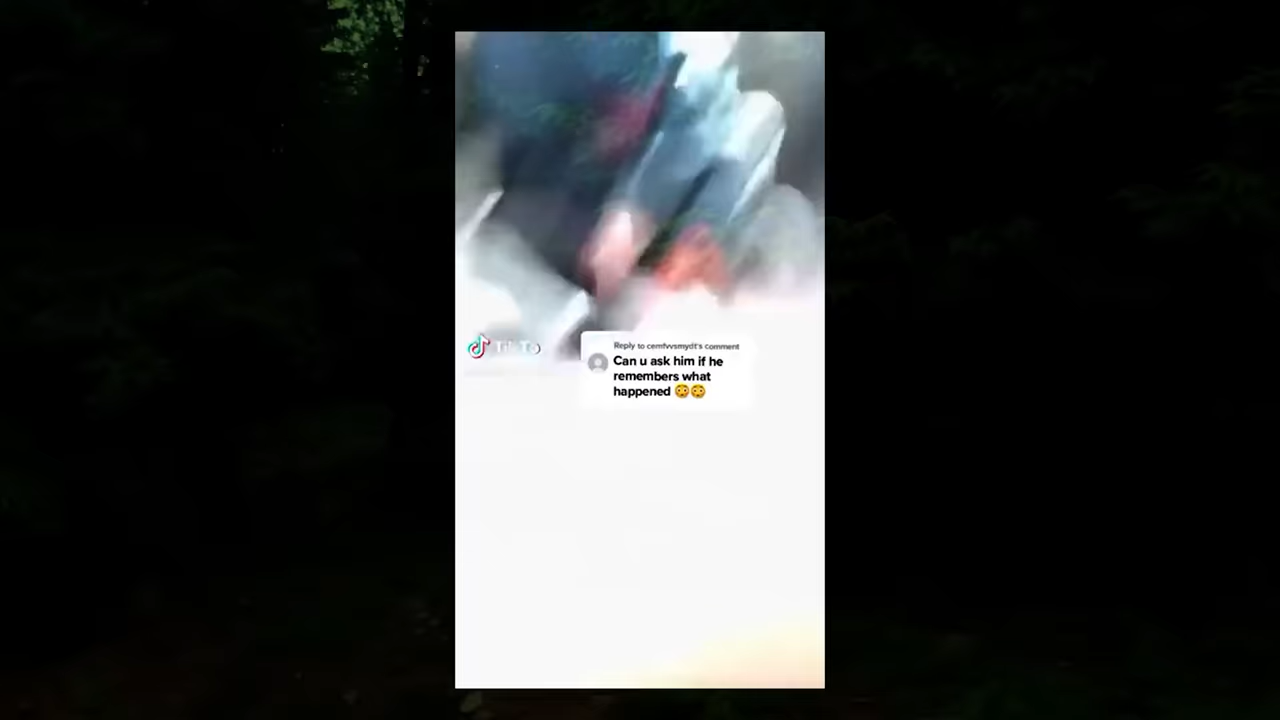 Reply to cemfvvsmydt's comment
Can u ask him if he
remembers what
happened 😳😳